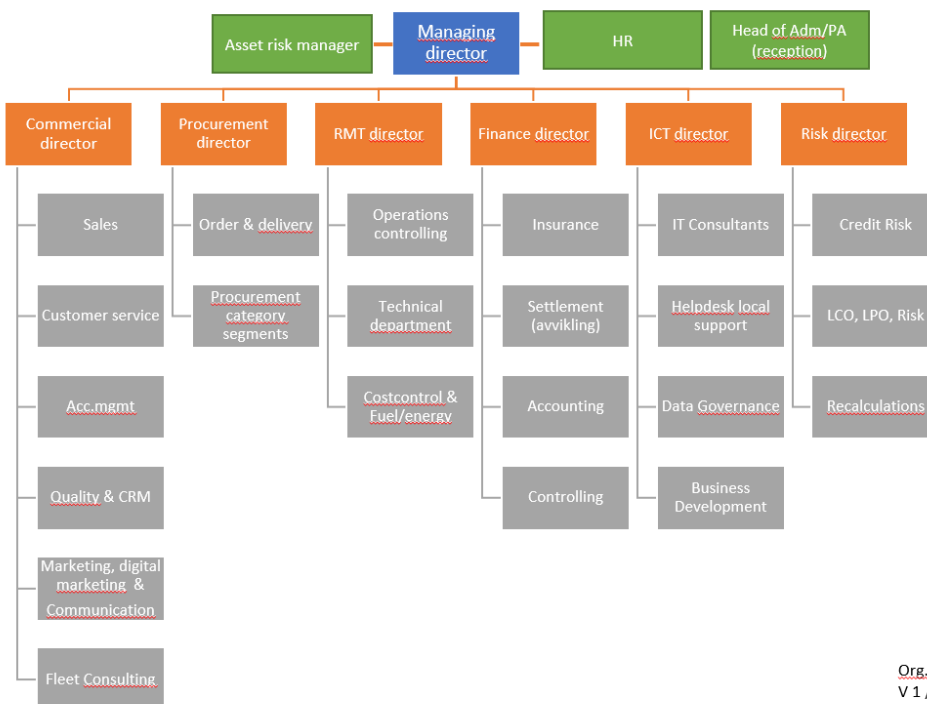 Asset risk manager
Managing
director
HR
Head of Adm/PA
(reception)
Commercial
director
Procurement
director
RMT director
Finance director
ICT director
Risk director
Sales
Order & delivery
Operations
controlling
Insurance
IT Consultants
Credit Risk
Customer service
Procurement
category
segments
Technical
department
Settlement
(avvikling)
Helpdesk local
support
LCO, LPO, Risk
Acc.mgmt
Costcontrol &
Fuel/energy
Accounting
Data Governance
Recalculations
Quality & CRM
Controlling
Business
Development
Marketing, digital
marketing &
Communication
Fleet Consulting
Org.
V 1 /